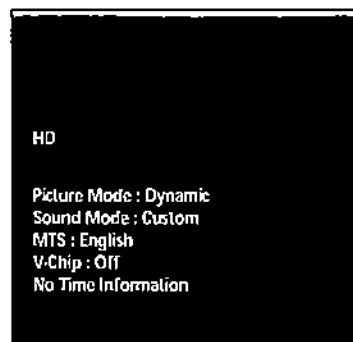 HD
Picture Mode : Dynamic
Sound Mode : Custom
MTS : English
V-Chip : Off
No Time Information